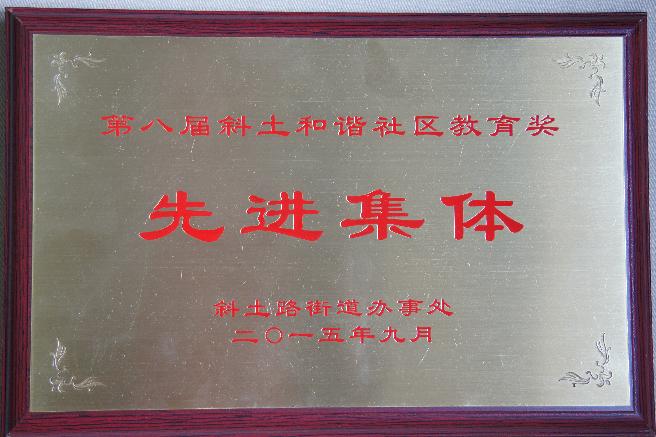 第八届斜土和谐社区教育奖
先进集体
斜土路街道办事处
二〇一五年九月